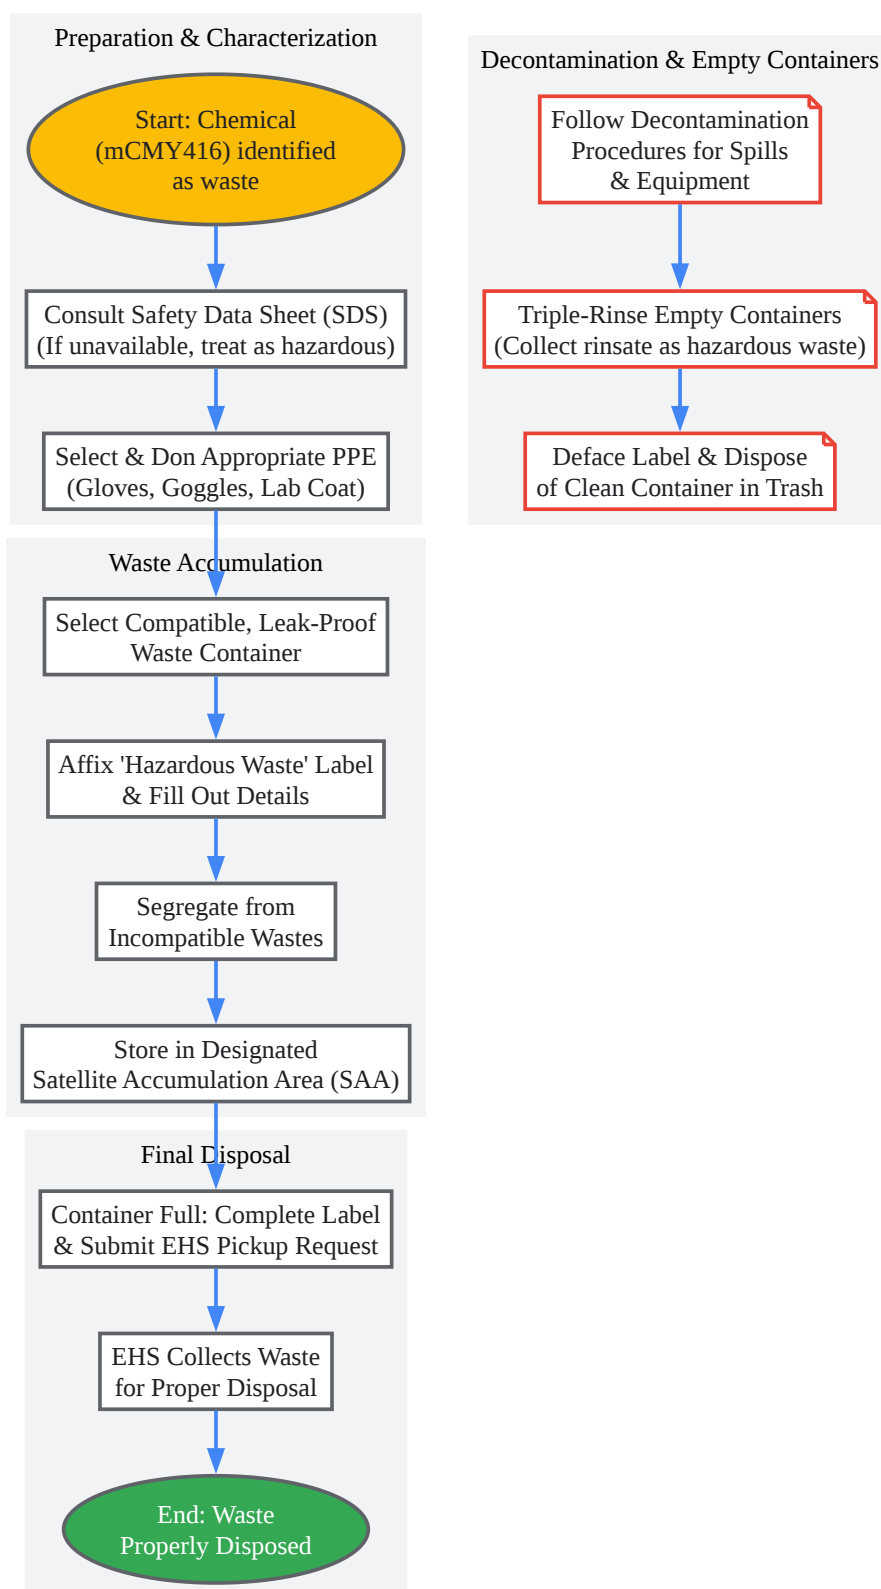 Preparation & Characterization
Start: Chemical
(mCMY416) identified
as waste
Consult Safety Data Sheet (SDS)
(If unavailable, treat as hazardous)
Select & Don Appropriate PPE
(Gloves, Goggles, Lab Coat)
Waste Accumulation
Select Compatible, Leak-Proof
Waste Container
Affix 'Hazardous Waste' Label
& Fill Out Details
Segregate from
Incompatible Wastes
Store in Designated
Satellite Accumulation Area (SAA)
Final Disposal
Container Full: Complete Label
& Submit EHS Pickup Request
EHS Collects Waste
for Proper Disposal
End: Waste
Properly Disposed
Decontamination & Empty Containers
Follow Decontamination
Procedures for Spills
& Equipment
Triple-Rinse Empty Containers
(Collect rinsate as hazardous waste)
Deface Label & Dispose
of Clean Container in Trash